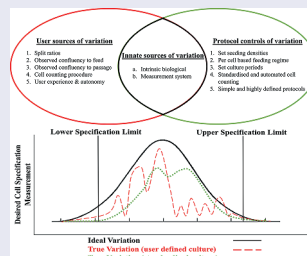 User sources of variation
1. Split ratios
2. Observed confluency to feed
3. Observed confluency to passage
4. Cell counting procedure
5. User experience & autonomy
Innate sources of variation
a. Intrinsic biological
b. Measurement system
Protocol controls of variation
1. Set seeding densities
2. Per cell based feeding regime
3. Set culture periods
4. Standardised and automated cell
counting
5. Simple and highly defined protocols
Lower Specification Limit
Upper Specification Limit
Desired Cell Specification
Measurement
Ideal Variation
True Variation (user defined culture)